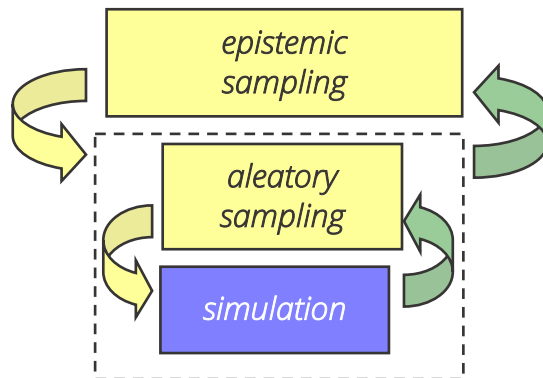 epistemic
sampling
aleatory
sampling
simulation